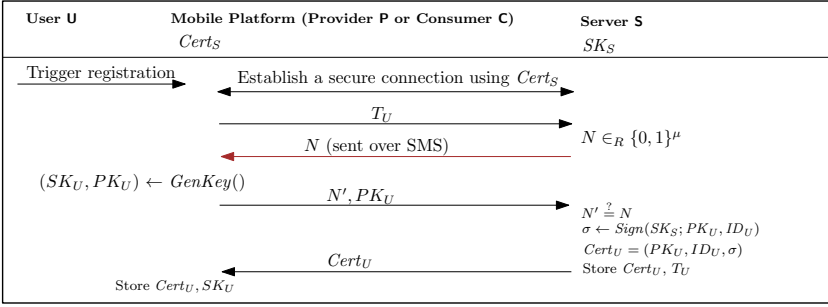 User U Mobile Platform (Provider P or Consumer C) Server S
Cert_S SK_S
Trigger registration Establish a secure connection using Cert_S
T_U
N ∈_R {0,1}^μ
N (sent over SMS)
(SK_U, PK_U) ← GenKey()
N′, PK_U
N′ ≟ N
σ ← Sign(SK_S; PK_U, ID_U)
Cert_U = (PK_U, ID_U, σ)
Cert_U
Store Cert_U, T_U
Store Cert_U, SK_U